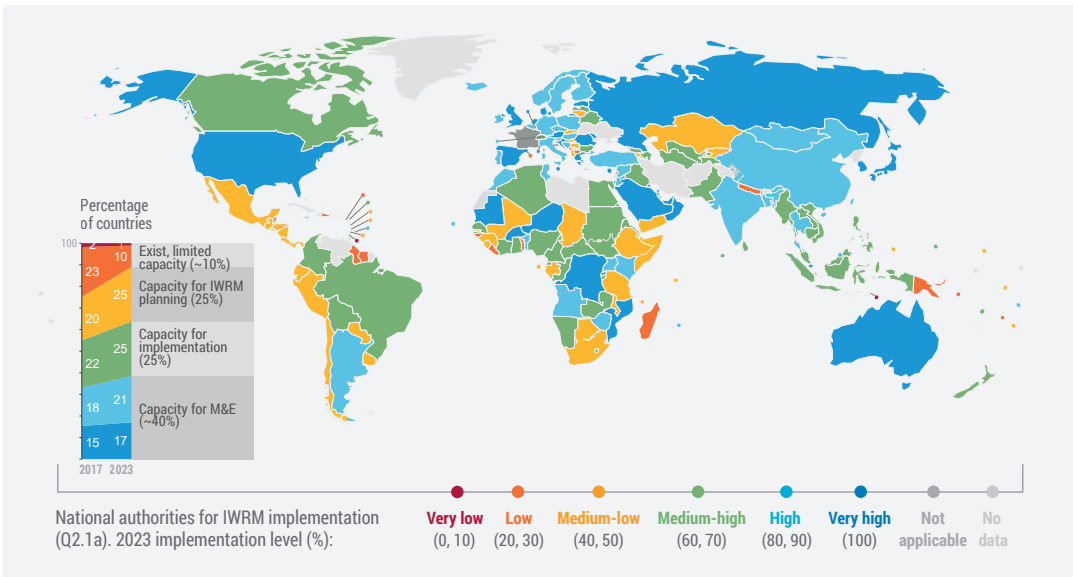 Percentage
of countries
100
2
1
23
10
20
25
22
25
18
21
15
17
2017 2023
Exist, limited
capacity (~10%)
Capacity for IWRM
planning (25%)
Capacity for
implementation
(25%)
Capacity for M&E
(~40%)
National authorities for IWRM implementation
(Q2.1a). 2023 implementation level (%):
Very low
(0, 10)
Low
(20, 30)
Medium-low
(40, 50)
Medium-high
(60, 70)
High
(80, 90)
Very high
(100)
Not
applicable
No
data